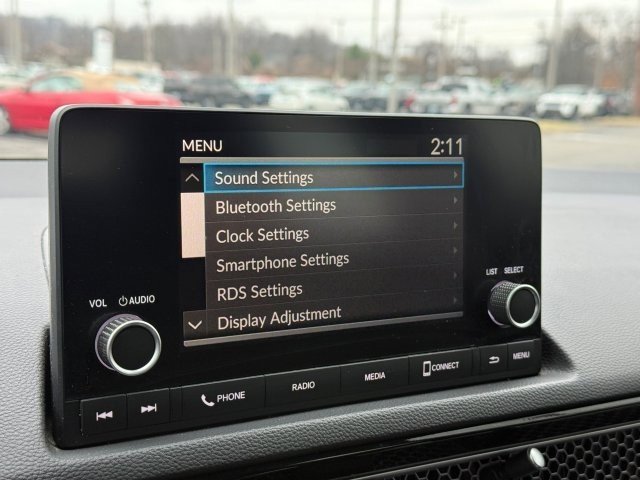 MENU 2:11
Sound Settings
Bluetooth Settings
Clock Settings
Smartphone Settings
RDS Settings
Display Adjustment
VOL AUDIO
LIST SELECT
PHONE RADIO MEDIA CONNECT MENU